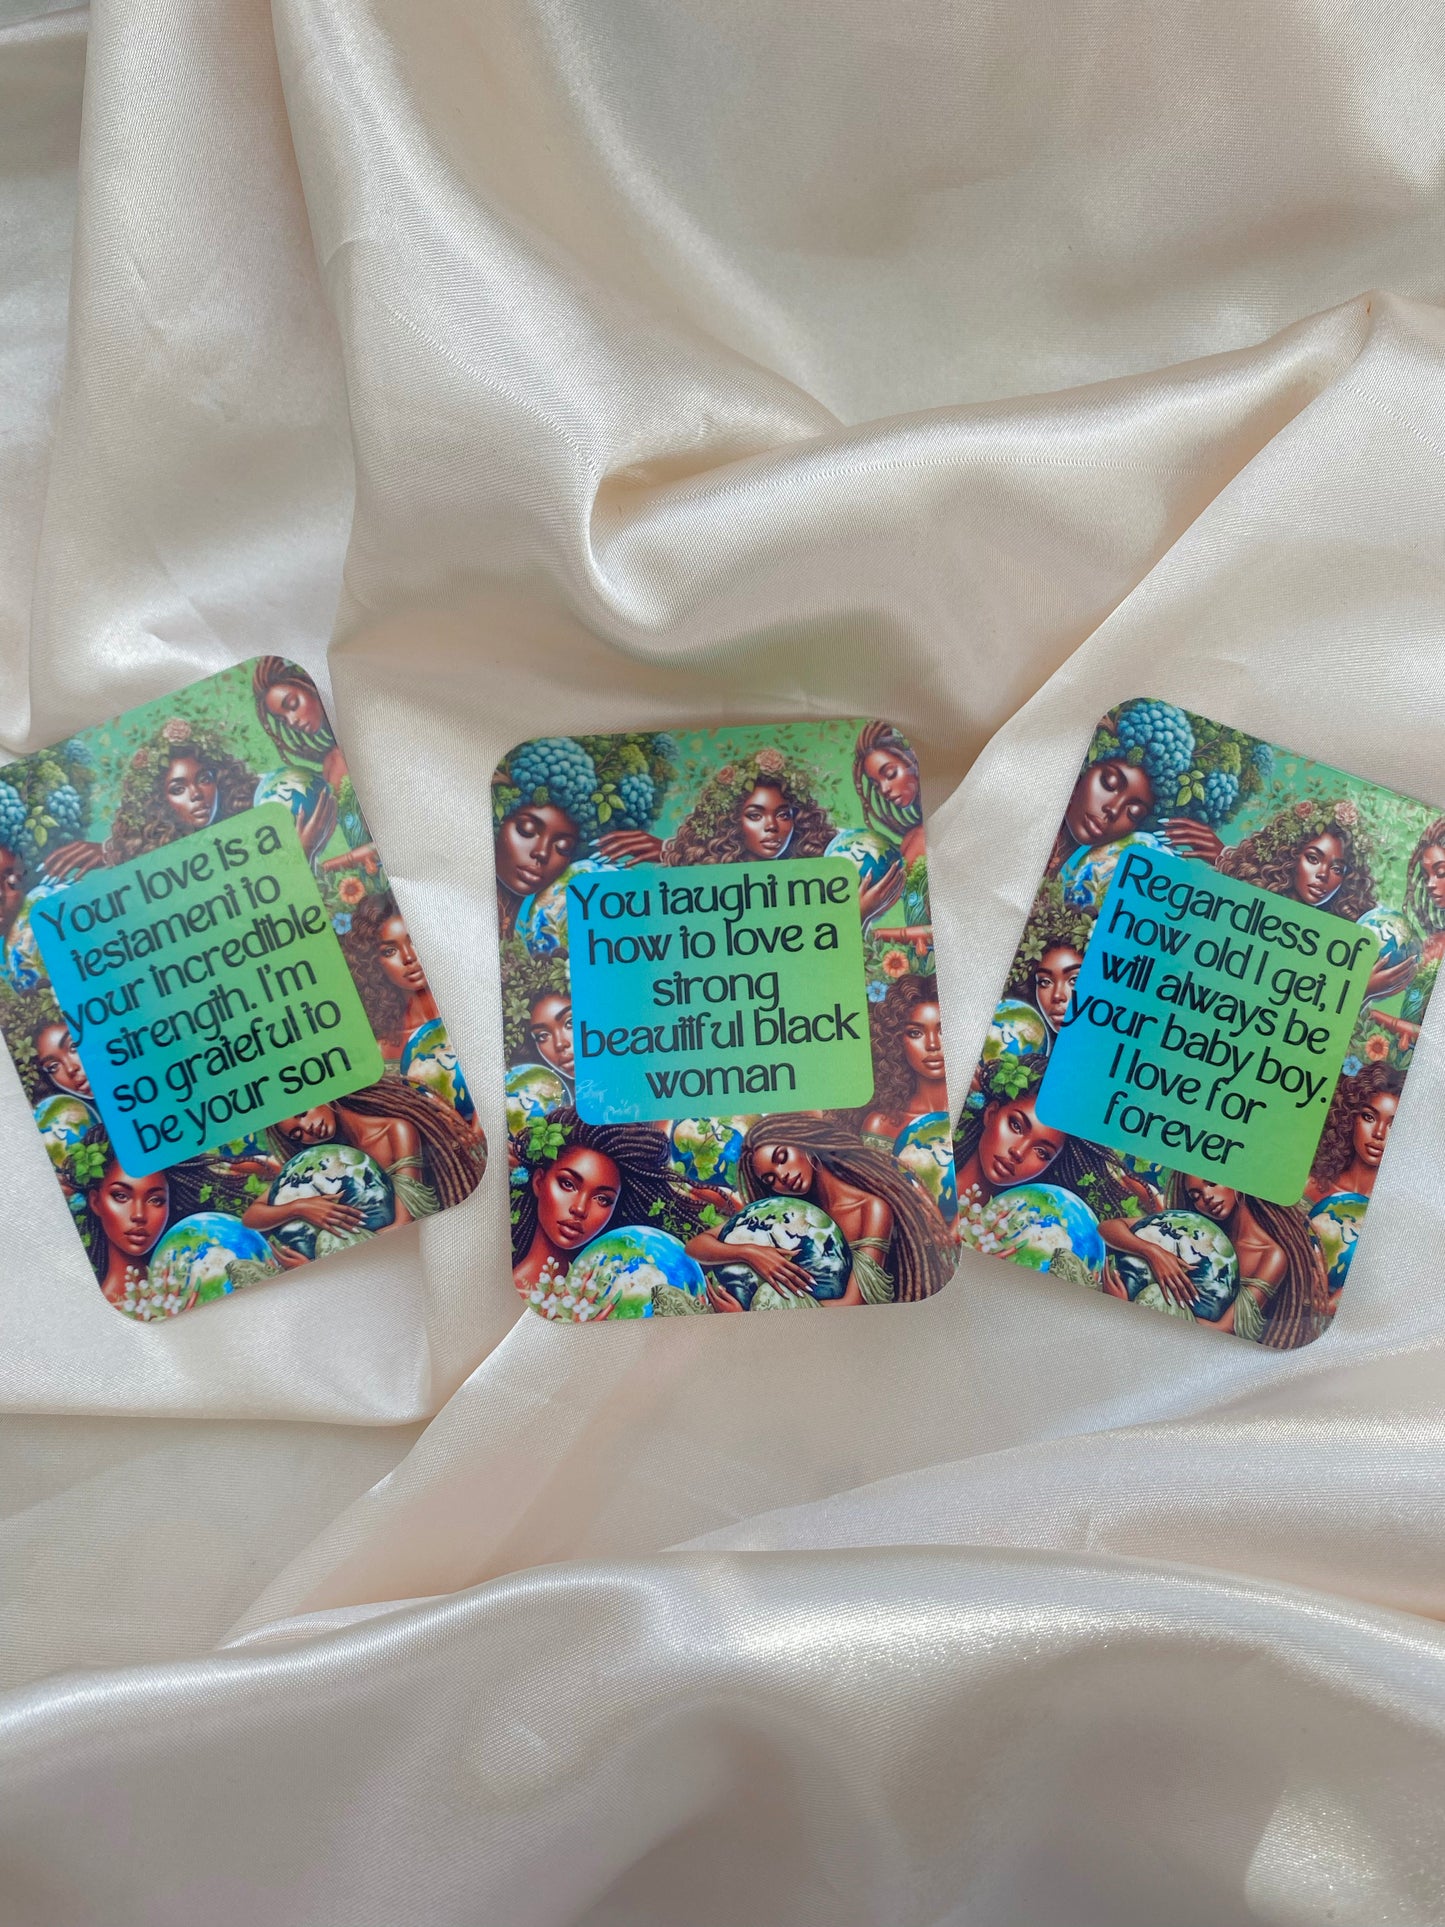 Your love is a
testament to
your incredible
strength. I'm
so grateful to
be your son
You taught me
how to love a
strong
beautiful black
woman
Regardless of
how old I get, I
will always be
your baby boy.
I love for
forever